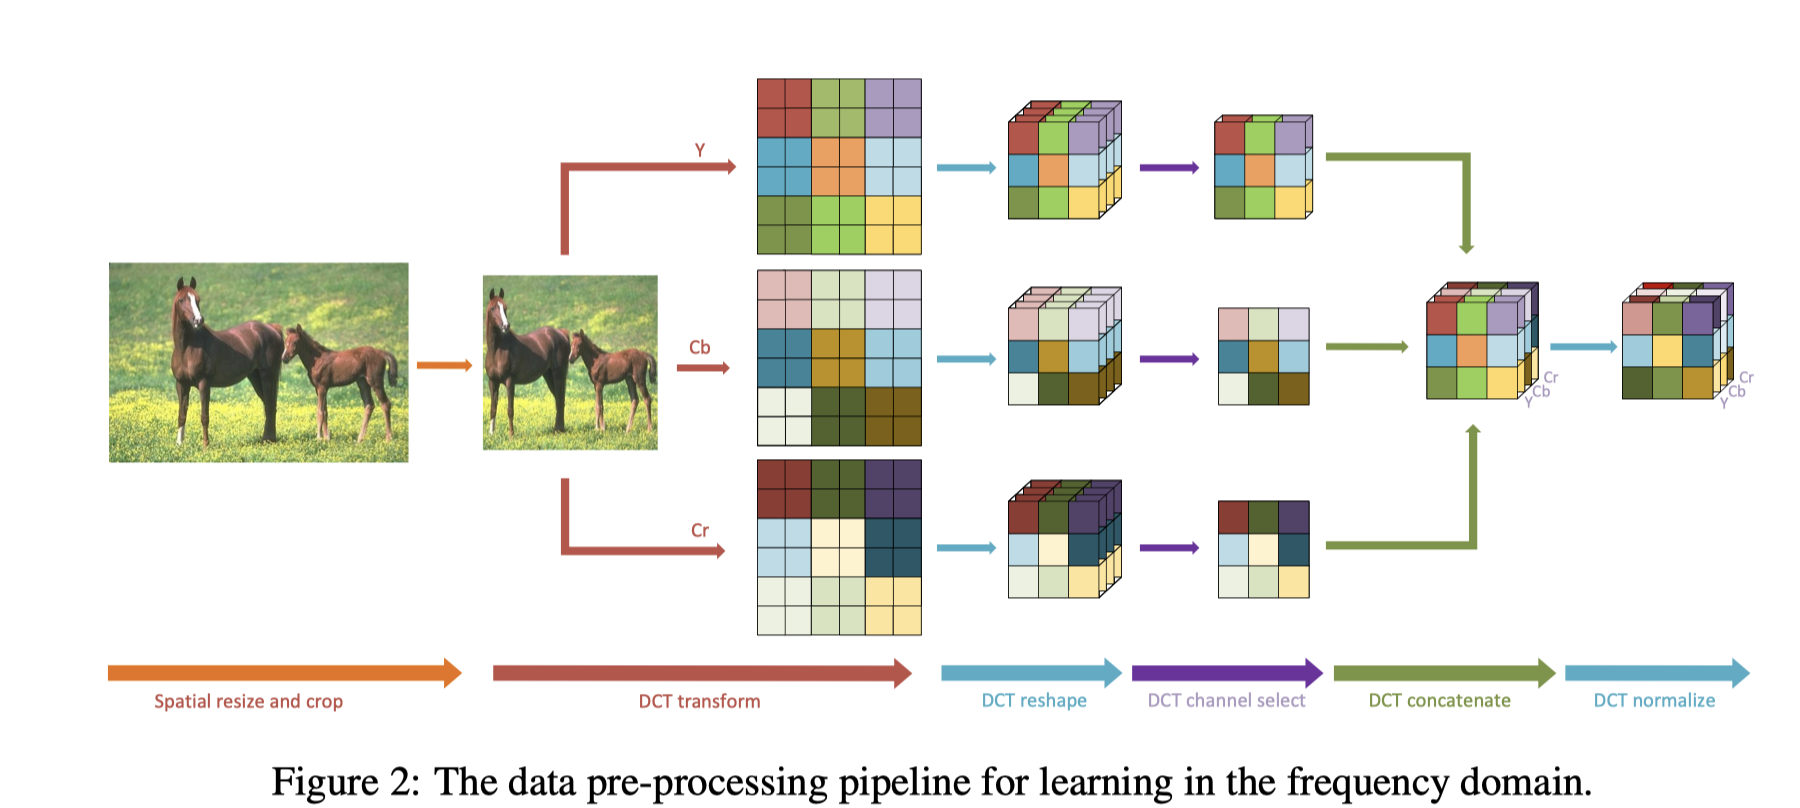 Y
Cb
Cr
Cr
Cb
Y
Cr
Cb
Y
Spatial resize and crop
DCT transform
DCT reshape
DCT channel select
DCT concatenate
DCT normalize
Figure 2: The data pre-processing pipeline for learning in the frequency domain.